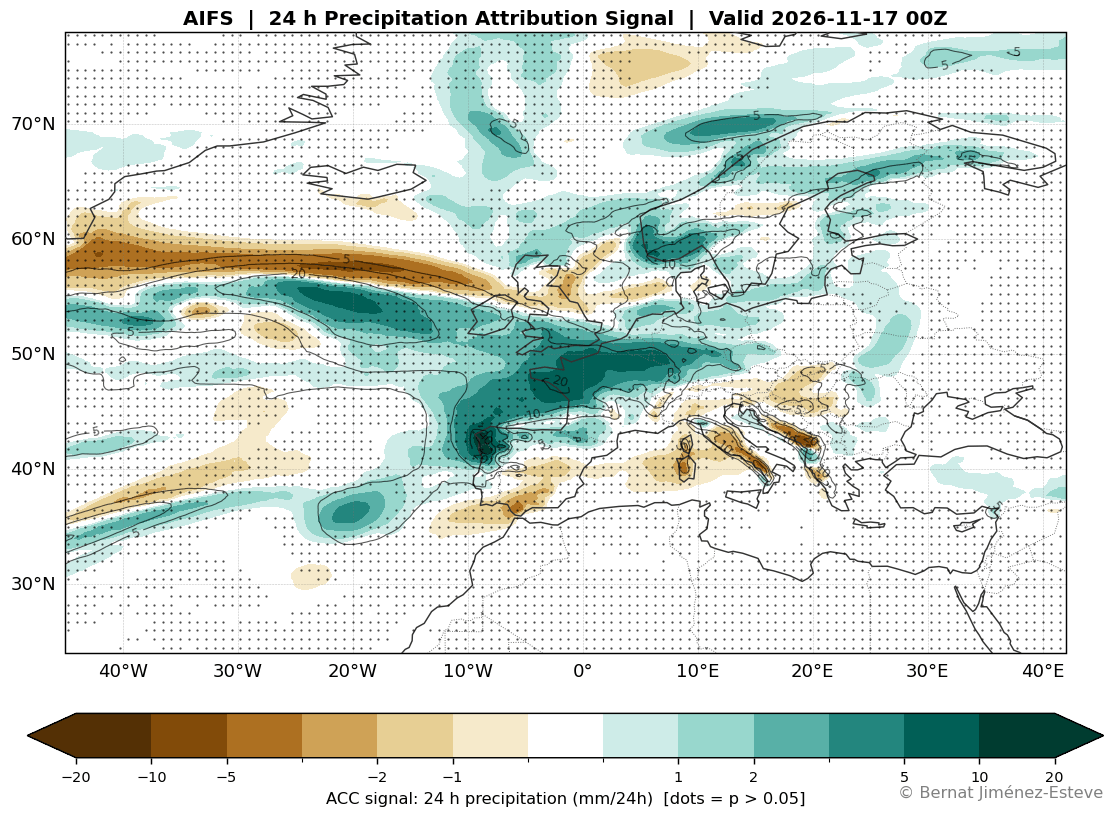 AIFS | 24 h Precipitation Attribution Signal | Valid 2026-11-17 00Z
70°N
60°N
50°N
40°N
30°N
40°W 30°W 20°W 10°W 0° 10°E 20°E 30°E 40°E
−20 −10 −5 −2 −1 1 2 5 10 20
ACC signal: 24 h precipitation (mm/24h) [dots = p > 0.05]
© Bernat Jiménez-Esteve